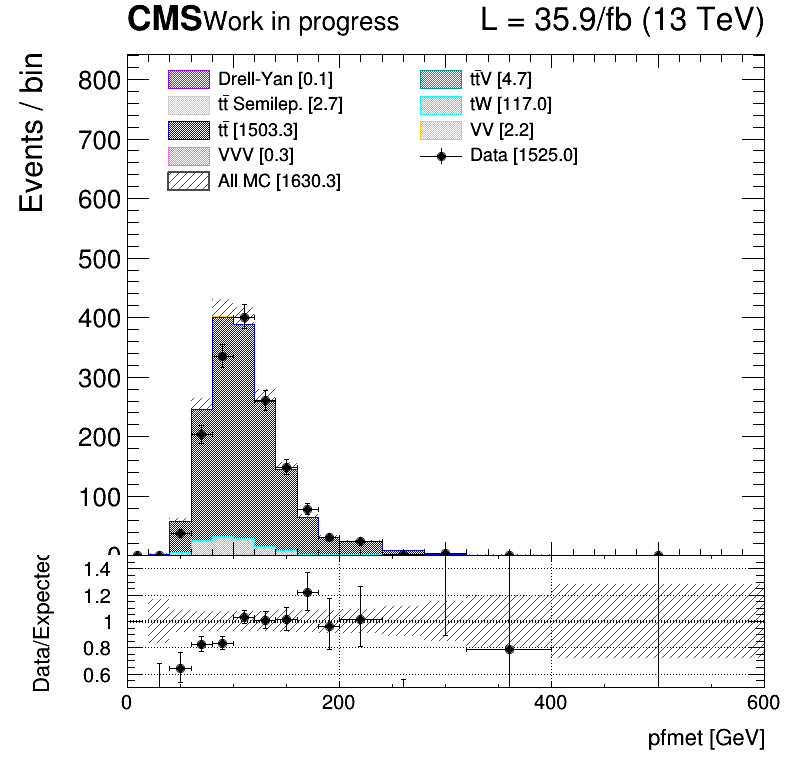 CMS Work in progress L = 35.9/fb (13 TeV)
Events / bin
800
700
600
500
400
300
200
100
0
Drell-Yan [0.1]
tt̄ Semilep. [2.7]
tt̄ [1503.3]
VVV [0.3]
All MC [1630.3]
tt̄V [4.7]
tW [117.0]
VV [2.2]
Data [1525.0]
Data/Expected
1.4
1.2
1
0.8
0.6
0 200 400 600
pfmet [GeV]